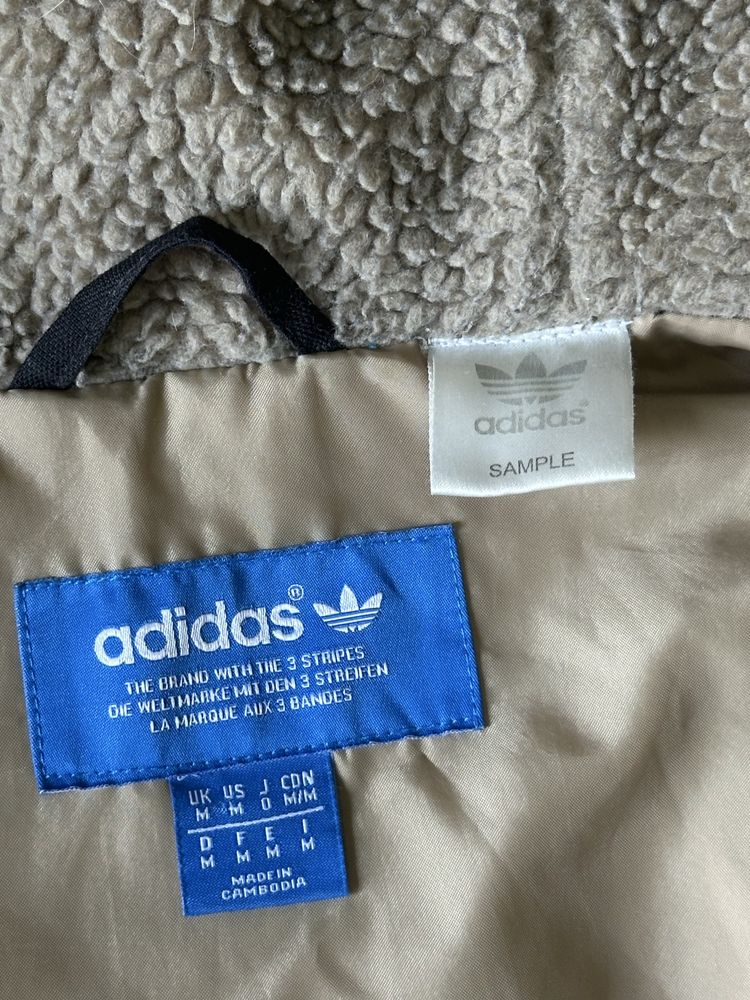 adidas
SAMPLE
adidas®
THE BRAND WITH THE 3 STRIPES
DIE WELTMARKE MIT DEN 3 STREIFEN
LA MARQUE AUX 3 BANDES
UK US J CDN
M M O M/M
D F E I
M M M M
MADE IN
CAMBODIA